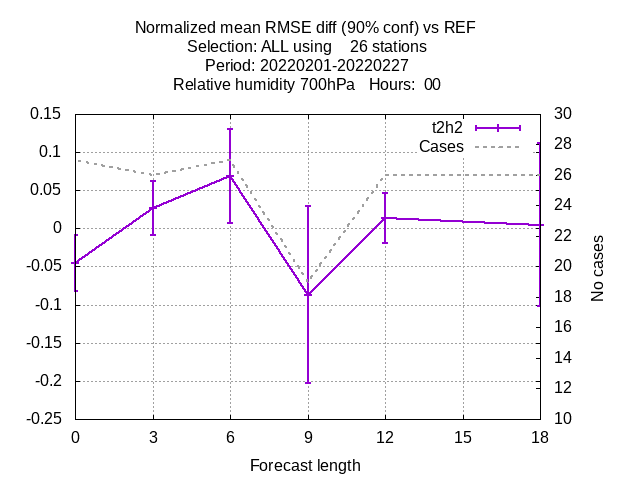 Normalized mean RMSE diff (90% conf) vs REF
Selection: ALL using    26 stations
Period: 20220201-20220227
Relative humidity 700hPa   Hours:  00
0.15
0.1
0.05
0
-0.05
-0.1
-0.15
-0.2
-0.25
30
28
26
24
22
20
18
16
14
12
10
t2h2
Cases
No cases
0 3 6 9 12 15 18
Forecast length